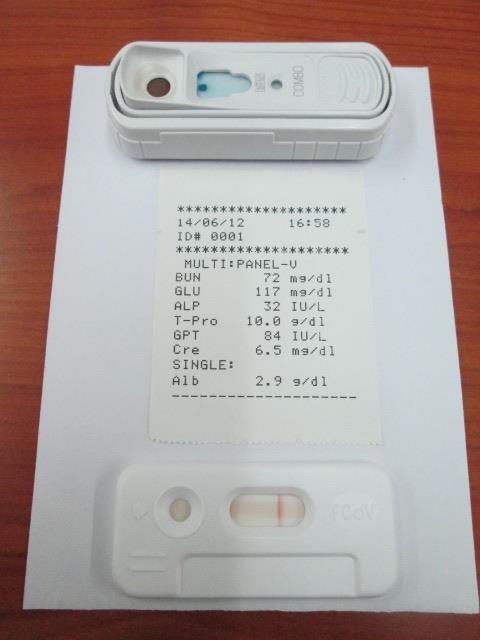 COMBO
********************
14/06/12 16:58
ID# 0001
********************
MULTI:PANEL-V
BUN 72 mg/dl
GLU 117 mg/dl
ALP 32 IU/L
T-Pro 10.0 g/dl
GPT 84 IU/L
Cre 6.5 mg/dl
SINGLE:
Alb 2.9 g/dl
--------------------
FCoV